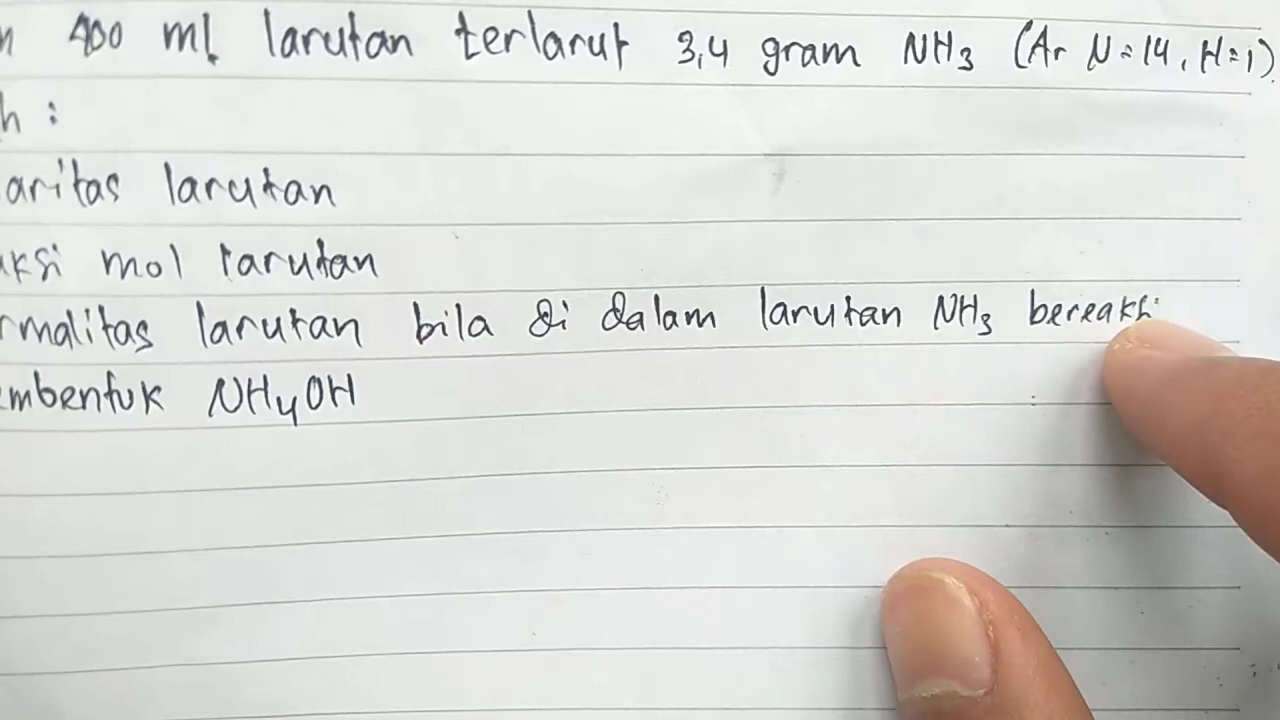 400 ml larutan terlarut 3,4 gram NH3 (Ar N=14, H=1).
h :
aritas larutan
ksi mol larutan
rmalitas larutan bila di dalam larutan NH3 bereaksi
mbentuk NH4OH